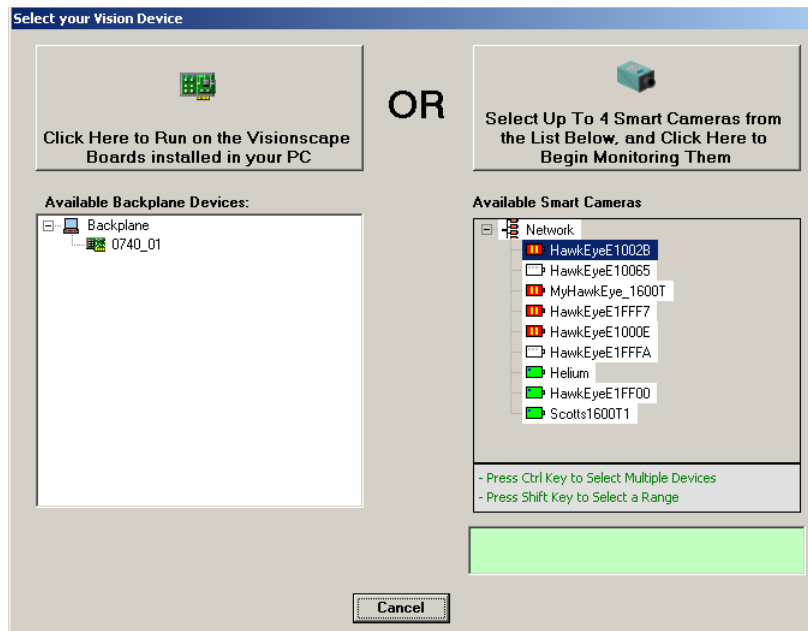 Select your Vision Device
Click Here to Run on the Visionscape
Boards installed in your PC
OR
Select Up To 4 Smart Cameras from
the List Below, and Click Here to
Begin Monitoring Them
Available Backplane Devices:
Backplane
0740_01
Available Smart Cameras
Network
HawkEyeE1002B
HawkEyeE10065
MyHawkEye_1600T
HawkEyeE1FFF7
HawkEyeE1000E
HawkEyeE1FFFA
Helium
HawkEyeE1FF00
Scotts1600T1
- Press Ctrl Key to Select Multiple Devices
- Press Shift Key to Select a Range
Cancel